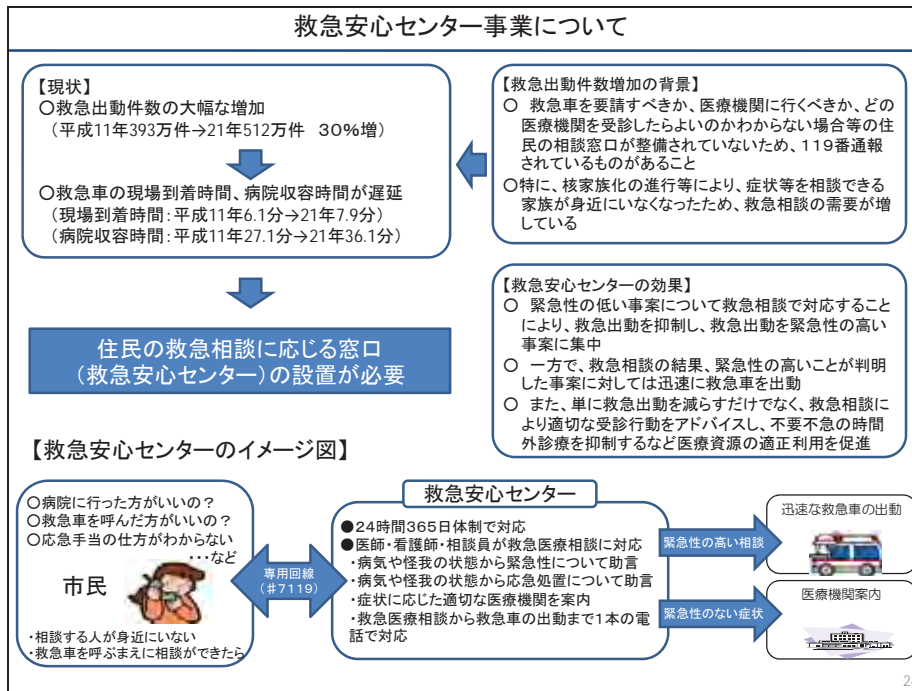 救急安心センター事業について
【現状】
○救急出動件数の大幅な増加
（平成11年393万件→21年512万件　30%増）
○救急車の現場到着時間、病院収容時間が遅延
（現場到着時間：平成11年6.1分→21年7.9分）
（病院収容時間：平成11年27.1分→21年36.1分）
【救急出動件数増加の背景】
○　救急車を要請すべきか、医療機関に行くべきか、どの
医療機関を受診したらよいのかわからない場合等の住
民の相談窓口が整備されていないため、119番通報
されているものがあること
○特に、核家族化の進行等により、症状等を相談できる
家族が身近にいなくなったため、救急相談の需要が増
している
住民の救急相談に応じる窓口
（救急安心センター）の設置が必要
【救急安心センターの効果】
○　緊急性の低い事案について救急相談で対応すること
により、救急出動を抑制し、救急出動を緊急性の高い
事案に集中
○　一方で、救急相談の結果、緊急性の高いことが判明
した事案に対しては迅速に救急車を出動
○　また、単に救急出動を減らすだけでなく、救急相談に
より適切な受診行動をアドバイスし、不要不急の時間
外診療を抑制するなど医療資源の適正利用を促進
【救急安心センターのイメージ図】
○病院に行った方がいいの？
○救急車を呼んだ方がいいの？
○応急手当の仕方がわからない
・・・など
市民
・相談する人が身近にいない
・救急車を呼ぶまえに相談ができたら
専用回線
（＃7119）
救急安心センター
●24時間365日体制で対応
●医師・看護師・相談員が救急医療相談に対応
・病気や怪我の状態から緊急性について助言
・病気や怪我の状態から応急処置について助言
・症状に応じた適切な医療機関を案内
・救急医療相談から救急車の出動まで1本の電
話で対応
緊急性の高い相談
緊急性のない症状
迅速な救急車の出動
医療機関案内